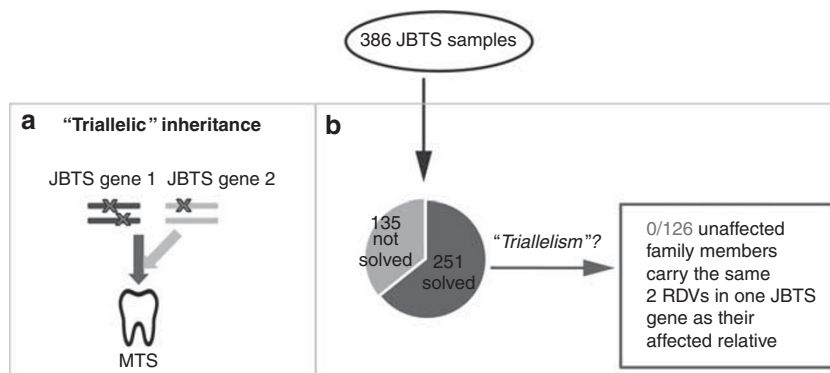 386 JBTS samples
a
"Triallelic" inheritance
JBTS gene 1
JBTS gene 2
MTS
b
135
not
solved
251
solved
"Triallelism"?
0/126 unaffected
family members
carry the same
2 RDVs in one JBTS
gene as their
affected relative